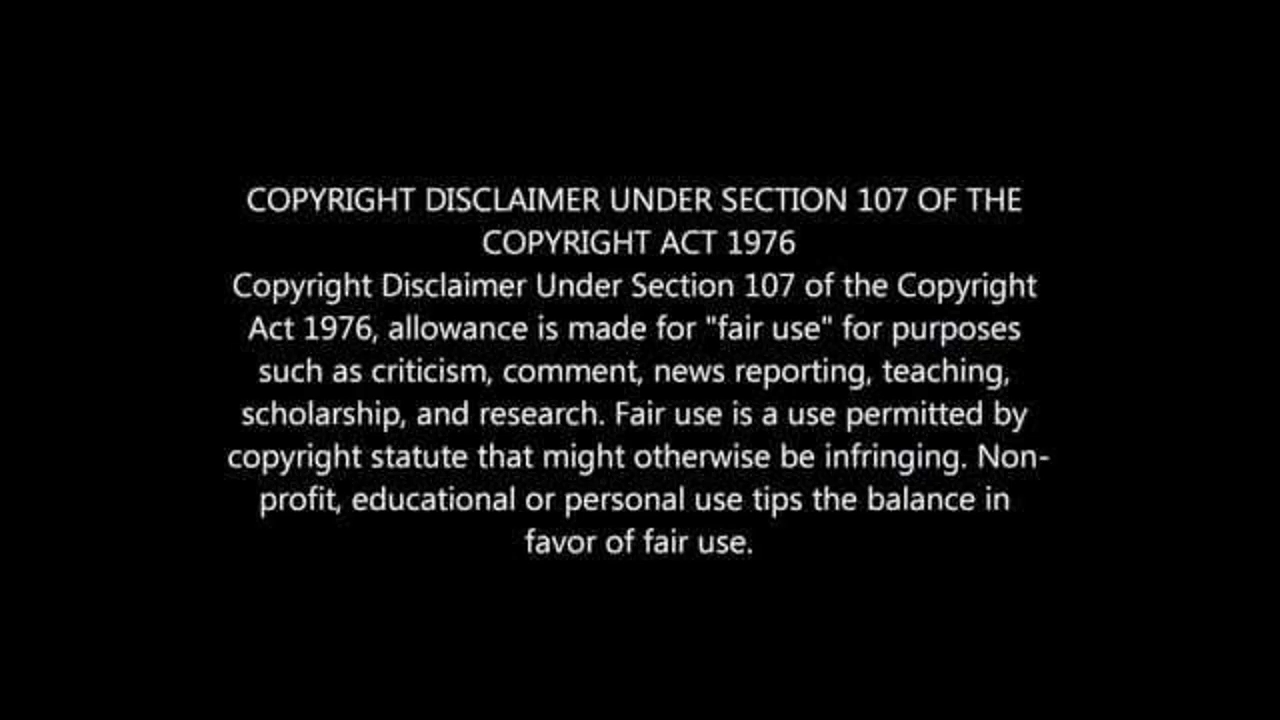 COPYRIGHT DISCLAIMER UNDER SECTION 107 OF THE
COPYRIGHT ACT 1976
Copyright Disclaimer Under Section 107 of the Copyright
Act 1976, allowance is made for "fair use" for purposes
such as criticism, comment, news reporting, teaching,
scholarship, and research. Fair use is a use permitted by
copyright statute that might otherwise be infringing. Non-
profit, educational or personal use tips the balance in
favor of fair use.